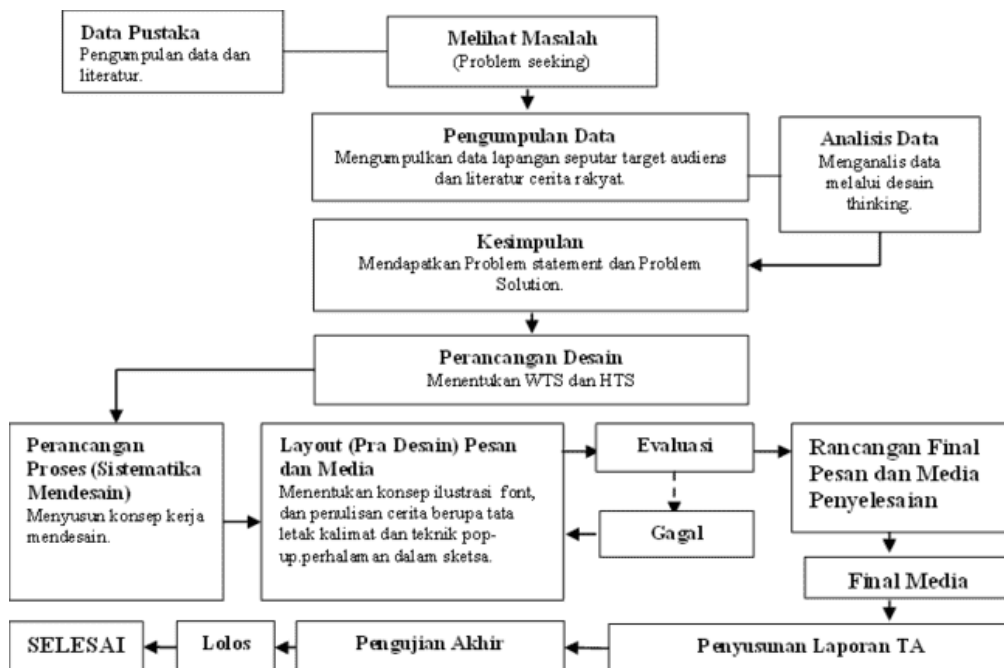 Data Pustaka
Pengumpulan data dan
literatur.
Melihat Masalah
(Problem seeking)
Pengumpulan Data
Mengumpulkan data lapangan seputar target audiens
dan literatur cerita rakyat.
Analisis Data
Menganalis data
melalui desain
thinking.
Kesimpulan
Mendapatkan Problem statement dan Problem
Solution.
Perancangan Desain
Menentukan WTS dan HTS
Perancangan
Proses (Sistematika
Mendesain)
Menyusun konsep kerja
mendesain.
Layout (Pra Desain) Pesan
dan Media
Menentukan konsep ilustrasi font,
dan penulisan cerita berupa tata
letak kalimat dan teknik pop-
up.perhalaman dalam sketsa.
Evaluasi
Gagal
Rancangan Final
Pesan dan Media
Penyelesaian
Final Media
Penyusunan Laporan TA
Pengujian Akhir
Lolos
SELESAI